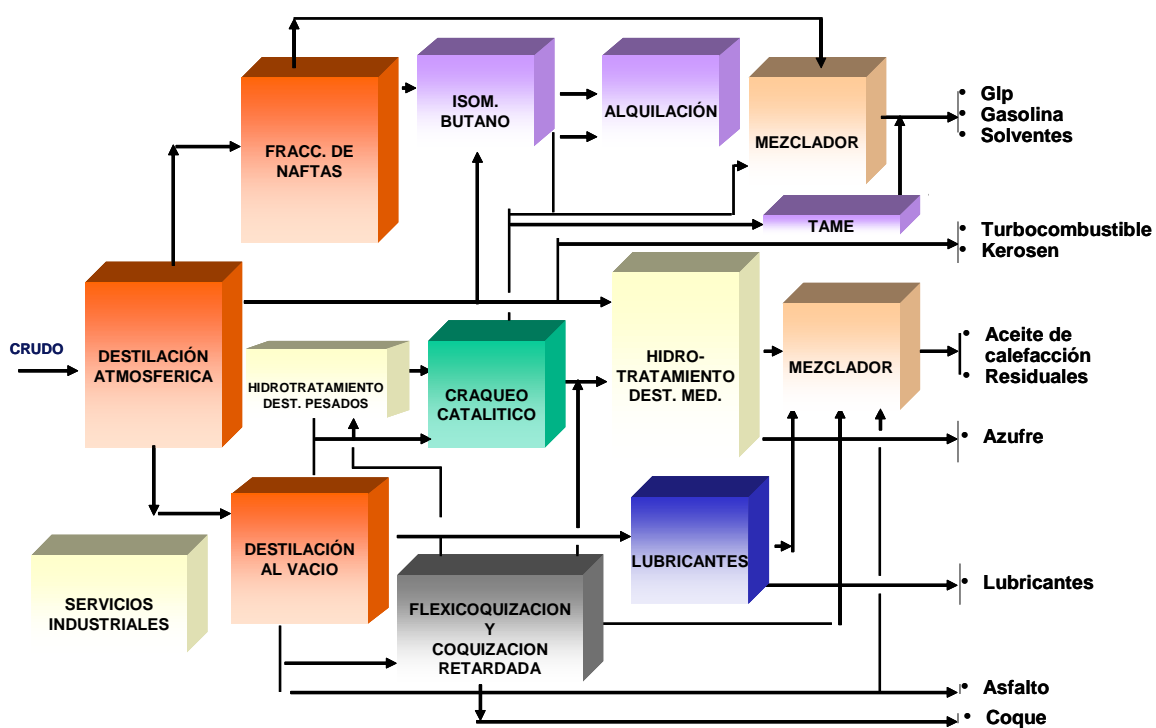 ISOM.
BUTANO
ALQUILACIÓN
MEZCLADOR
FRACC. DE
NAFTAS
• Glp
• Gasolina
• Solventes
TAME
• Turbocombustible
• Kerosen
CRUDO
DESTILACIÓN
ATMOSFERICA
HIDROTRATAMIENTO
DEST. PESADOS
CRAQUEO
CATALITICO
HIDRO-
TRATAMIENTO
DEST. MED.
MEZCLADOR
• Aceite de
calefacción
• Residuales
• Azufre
DESTILACIÓN
AL VACIO
LUBRICANTES
• Lubricantes
SERVICIOS
INDUSTRIALES
FLEXICOQUIZACION
Y
COQUIZACION
RETARDADA
• Asfalto
• Coque